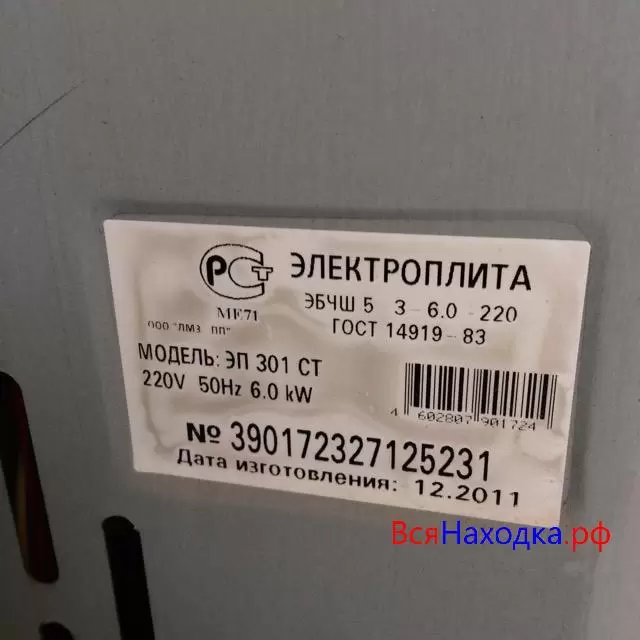 РСТ
ЭЛЕКТРОПЛИТА
МЕ71
ЭБЧШ 5 3 - 6.0 - 220
ООО "ЛМЗ ПП"
ГОСТ 14919 - 83
МОДЕЛЬ: ЭП 301 СТ
220V 50Hz 6.0 kW
4 602807 901724
№ 390172327125231
Дата изготовления: 12.2011
ВсяНаходка.рф